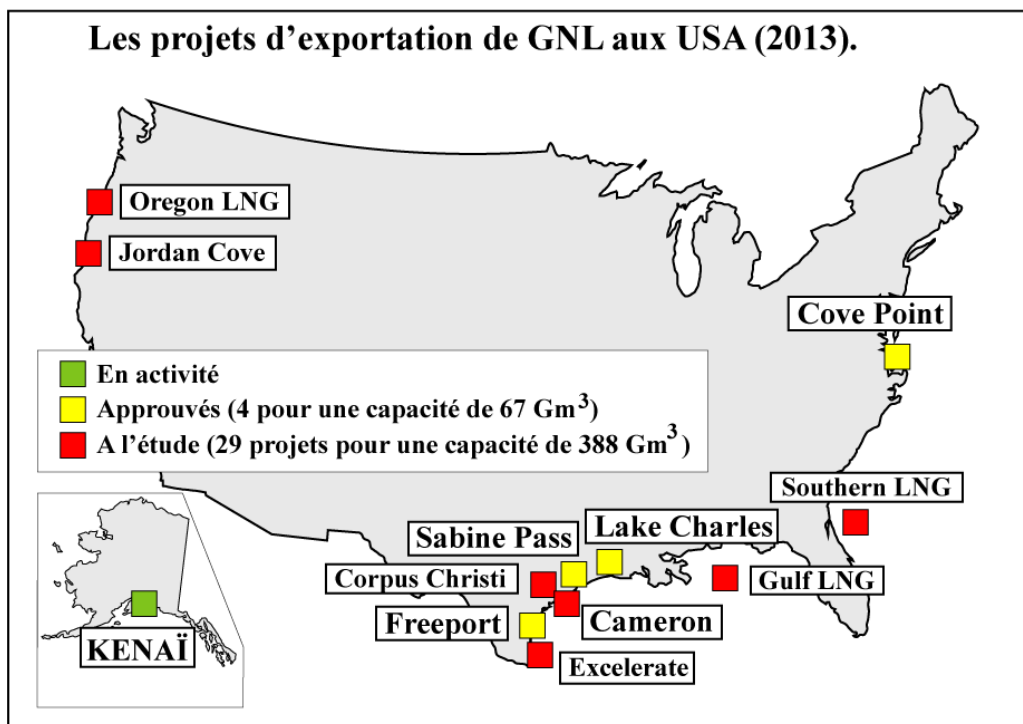 Les projets d’exportation de GNL aux USA (2013).
Oregon LNG
Jordan Cove
Cove Point
En activité
Approuvés (4 pour une capacité de 67 Gm³)
A l’étude (29 projets pour une capacité de 388 Gm³)
Southern LNG
Sabine Pass
Lake Charles
Corpus Christi
Gulf LNG
Freeport
Cameron
KENAÏ
Excelerate